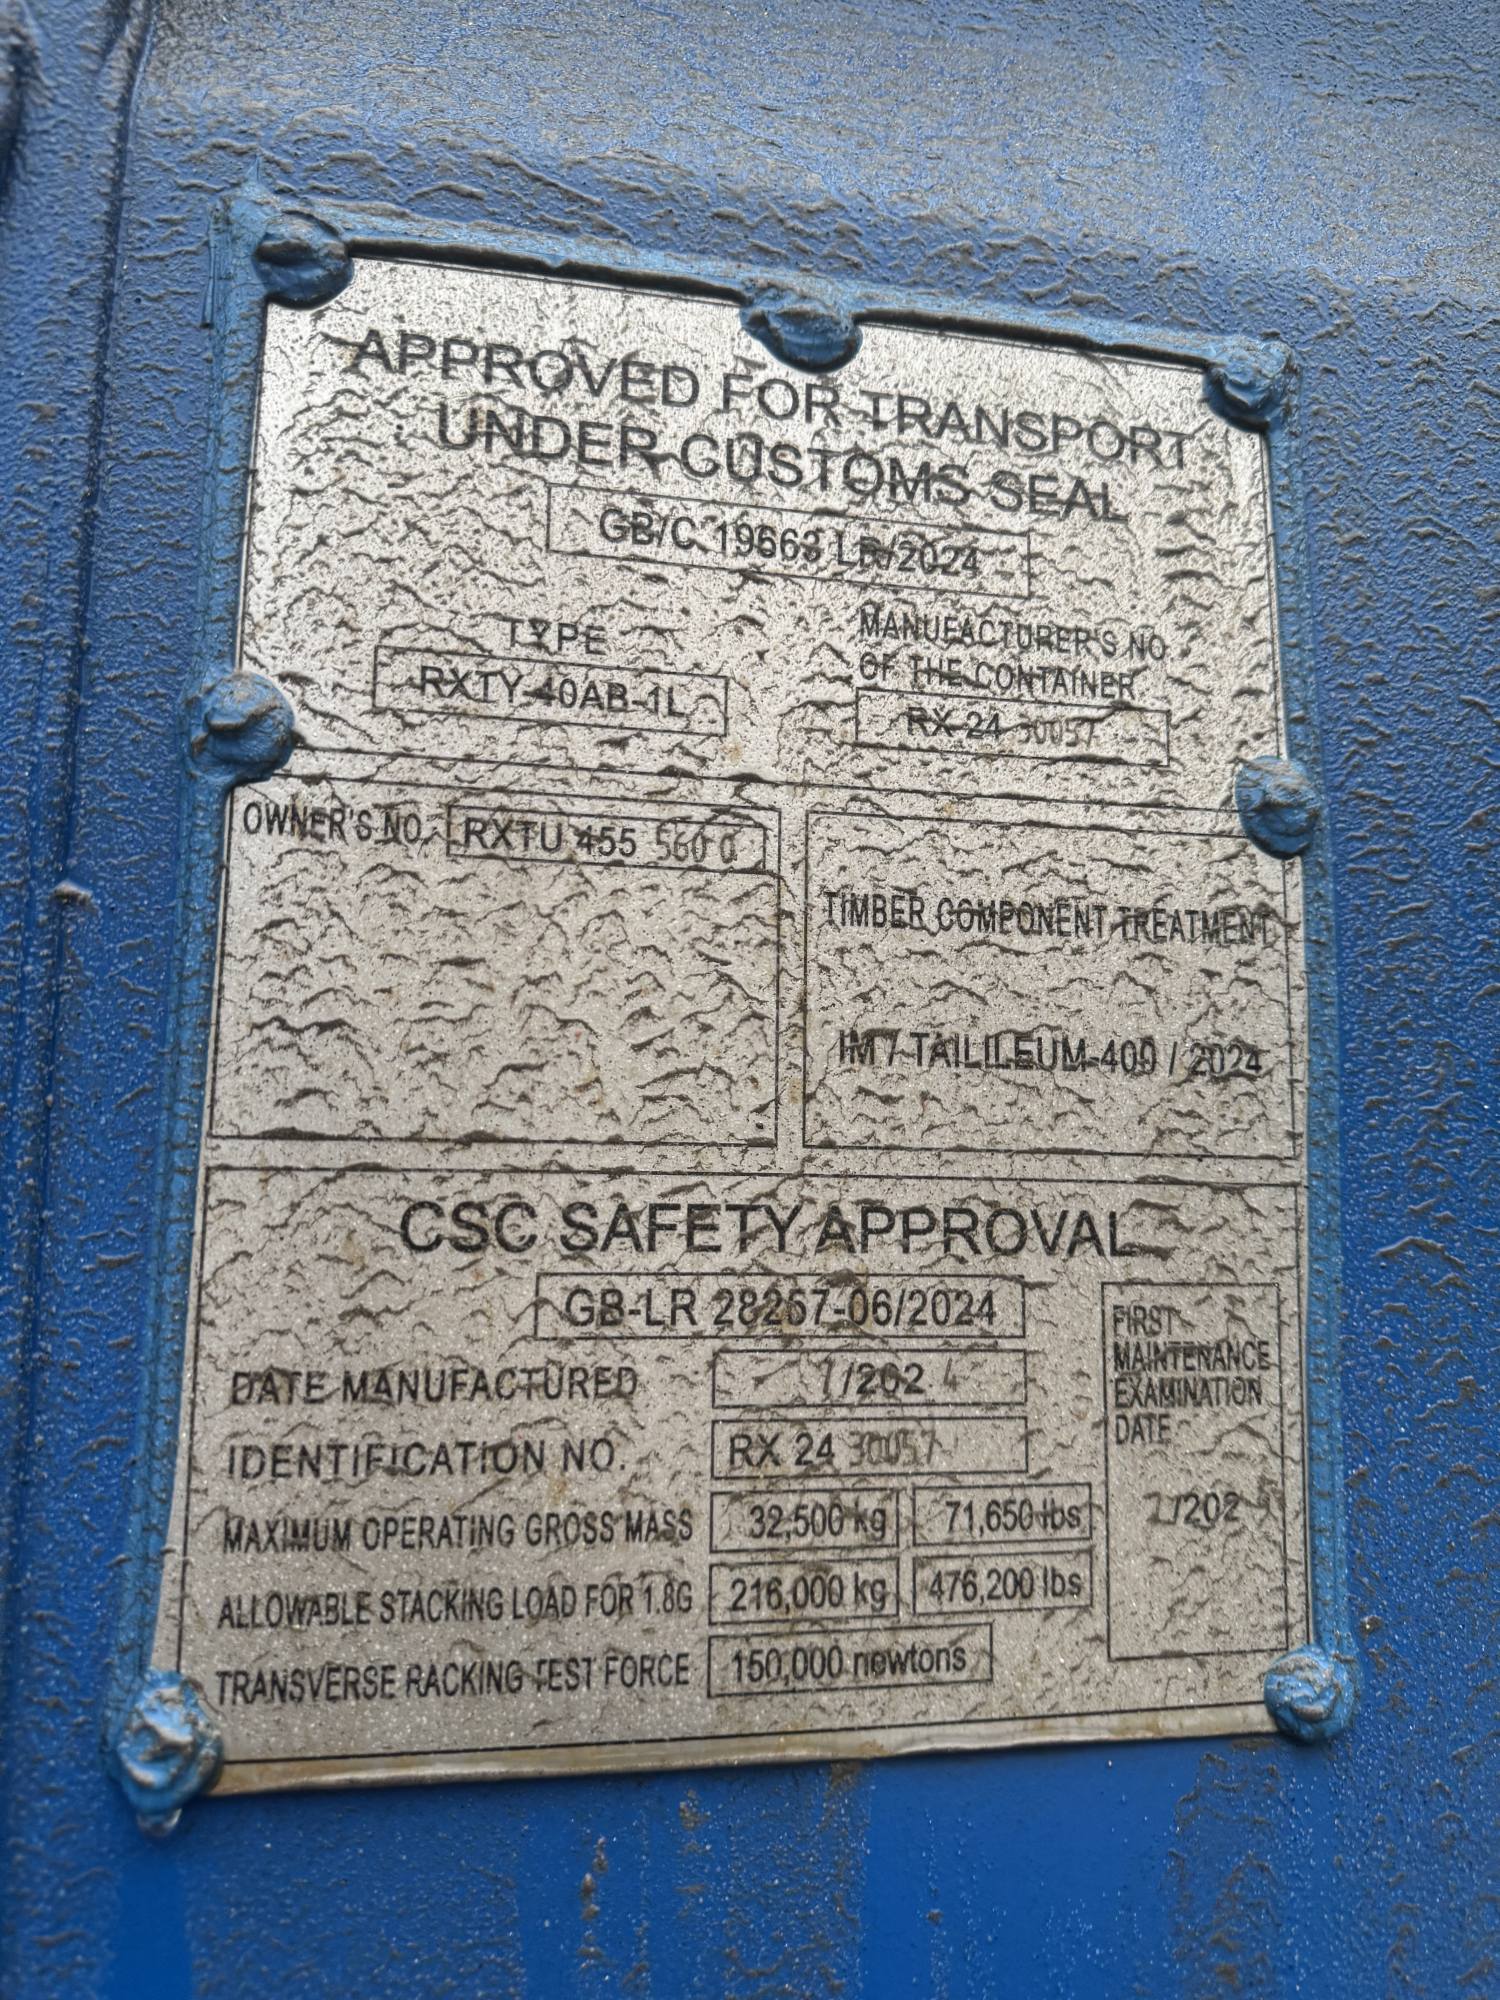 APPROVED FOR TRANSPORT
UNDER CUSTOMS SEAL
GB/C 19663 LR/2024
TYPE
RXTY-40AB-1L
MANUFACTURER'S NO
OF THE CONTAINER
RX 24 30057
OWNER'S NO. RXTU 455 560 0
TIMBER COMPONENT TREATMENT
IM / TAILILEUM-400 / 2024
CSC SAFETY APPROVAL
GB-LR 28267-06/2024
DATE MANUFACTURED 7/202 4
IDENTIFICATION NO. RX 24 30057
MAXIMUM OPERATING GROSS MASS 32,500 kg 71,650 lbs
ALLOWABLE STACKING LOAD FOR 1.8G 216,000 kg 476,200 lbs
TRANSVERSE RACKING TEST FORCE 150,000 newtons
FIRST
MAINTENANCE
EXAMINATION
DATE